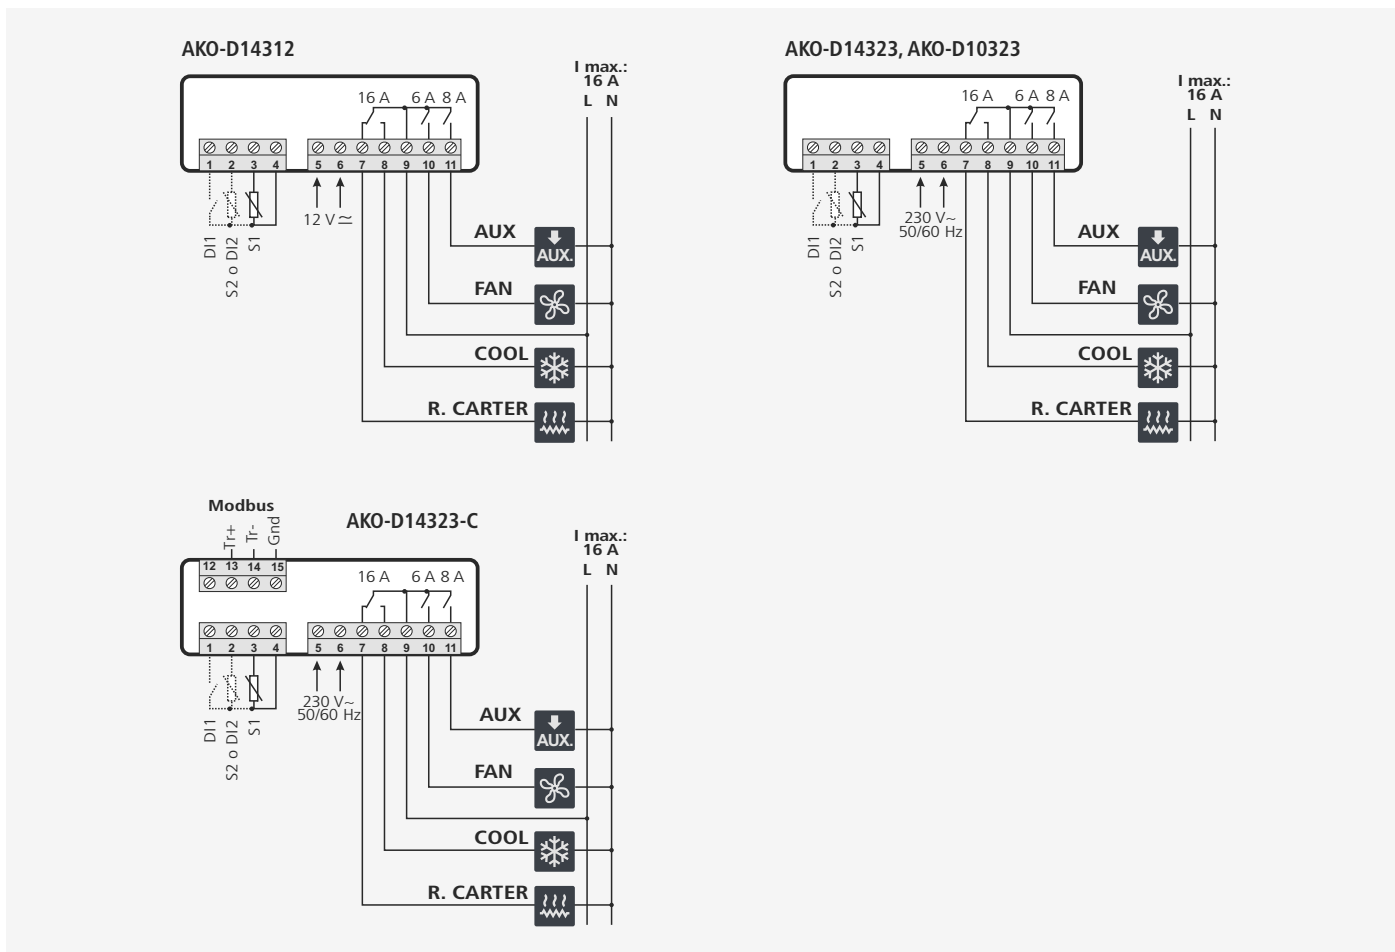 AKO-D14312
I max.:
16 A
L N
16 A 6 A 8 A
1 2 3 4 5 6 7 8 9 10 11
12 V ≃
DI1
S2 o DI2
S1
AUX
AUX.
FAN
COOL
R. CARTER
AKO-D14323, AKO-D10323
I max.:
16 A
L N
16 A 6 A 8 A
1 2 3 4 5 6 7 8 9 10 11
230 V~
50/60 Hz
DI1
S2 o DI2
S1
AUX
AUX.
FAN
COOL
R. CARTER
Modbus
Tr+
Tr-
Gnd
AKO-D14323-C
I max.:
16 A
L N
12 13 14 15
16 A 6 A 8 A
1 2 3 4 5 6 7 8 9 10 11
230 V~
50/60 Hz
DI1
S2 o DI2
S1
AUX
AUX.
FAN
COOL
R. CARTER